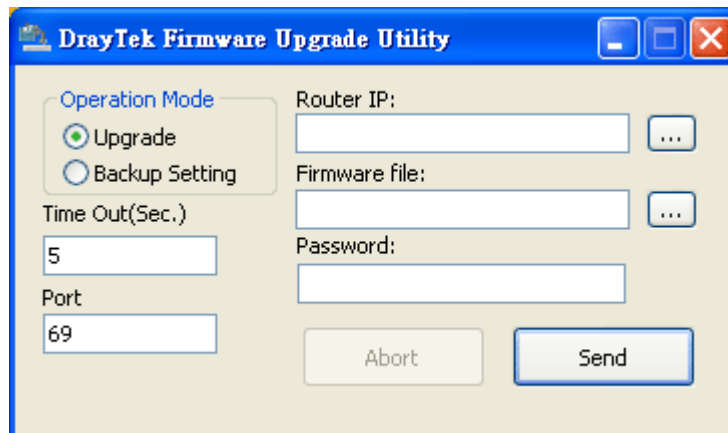 DrayTek Firmware Upgrade Utility
Operation Mode
Upgrade
Backup Setting
Time Out(Sec.)
5
Port
69
Router IP:
...
Firmware file:
...
Password:
Abort
Send